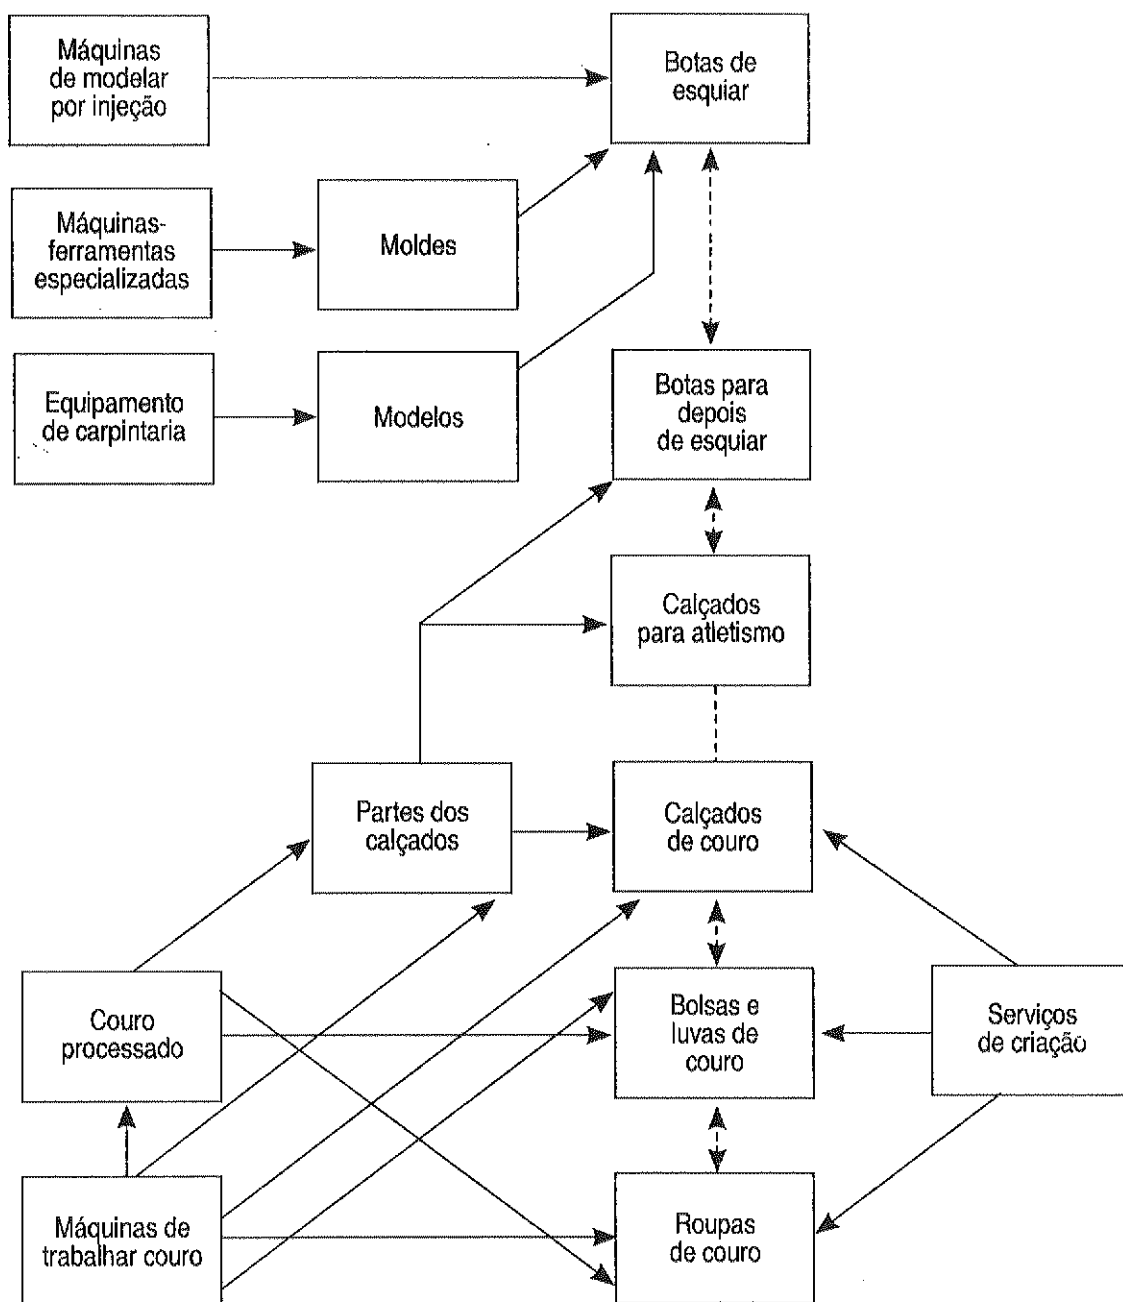 Máquinas
de modelar
por injeção
Botas de
esquiar
Máquinas-
ferramentas
especializadas
Moldes
Equipamento
de carpintaria
Modelos
Botas para
depois
de esquiar
Calçados
para atletismo
Partes dos
calçados
Calçados
de couro
Couro
processado
Bolsas e
luvas de
couro
Serviços
de criação
Máquinas de
trabalhar couro
Roupas
de couro